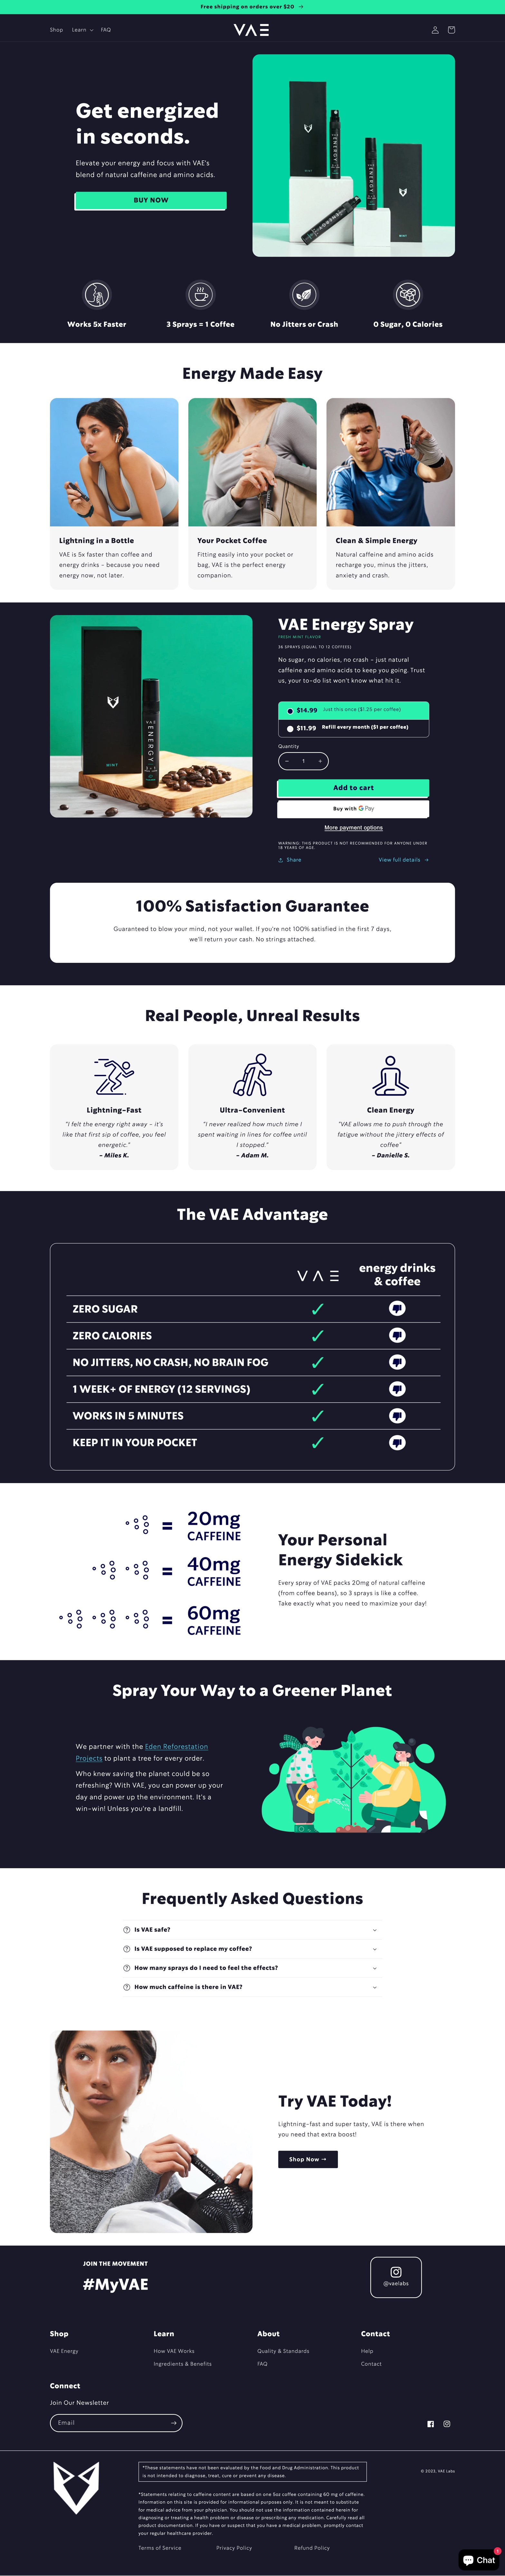 Free shipping on orders over $20 →
Shop
Learn
FAQ
VAE
Get energized
in seconds.
Elevate your energy and focus with VAE's
blend of natural caffeine and amino acids.
BUY NOW
MINT
ENERGY
MINT
Works 5x Faster
3 Sprays = 1 Coffee
No Jitters or Crash
0 Sugar, 0 Calories
Energy Made Easy
Lightning in a Bottle
VAE is 5x faster than coffee and
energy drinks – because you need
energy now, not later.
Your Pocket Coffee
Fitting easily into your pocket or
bag, VAE is the perfect energy
companion.
Clean & Simple Energy
Natural caffeine and amino acids
recharge you, minus the jitters,
anxiety and crash.
MINT
VAE
ENERGY
VAE Energy Spray
FRESH MINT FLAVOR
36 SPRAYS (EQUAL TO 12 COFFEES)
No sugar, no calories, no crash – just natural
caffeine and amino acids to keep you going. Trust
us, your to-do list won't know what hit it.
$14.99 Just this once ($1.25 per coffee)
$11.99 Refill every month ($1 per coffee)
Quantity
− 1 +
Add to cart
Buy with G Pay
More payment options
WARNING: THIS PRODUCT IS NOT RECOMMENDED FOR ANYONE UNDER
18 YEARS OF AGE.
Share
View full details →
100% Satisfaction Guarantee
Guaranteed to blow your mind, not your wallet. If you're not 100% satisfied in the first 7 days,
we'll return your cash. No strings attached.
Real People, Unreal Results
Lightning-Fast
"I felt the energy right away – it's
like that first sip of coffee, you feel
energetic."
- Miles K.
Ultra-Convenient
"I never realized how much time I
spent waiting in lines for coffee until
I stopped."
- Adam M.
Clean Energy
"VAE allows me to push through the
fatigue without the jittery effects of
coffee"
- Danielle S.
The VAE Advantage
VAE
energy drinks
& coffee
ZERO SUGAR ✓
ZERO CALORIES ✓
NO JITTERS, NO CRASH, NO BRAIN FOG ✓
1 WEEK+ OF ENERGY (12 SERVINGS) ✓
WORKS IN 5 MINUTES ✓
KEEP IT IN YOUR POCKET ✓
= 20mg
CAFFEINE
= 40mg
CAFFEINE
= 60mg
CAFFEINE
Your Personal
Energy Sidekick
Every spray of VAE packs 20mg of natural caffeine
(from coffee beans), so 3 sprays is like a coffee.
Take exactly what you need to maximize your day!
Spray Your Way to a Greener Planet
We partner with the Eden Reforestation
Projects to plant a tree for every order.
Who knew saving the planet could be so
refreshing? With VAE, you can power up your
day and power up the environment. It's a
win-win! Unless you're a landfill.
Frequently Asked Questions
Is VAE safe?
Is VAE supposed to replace my coffee?
How many sprays do I need to feel the effects?
How much caffeine is there in VAE?
Try VAE Today!
Lightning-fast and super tasty, VAE is there when
you need that extra boost!
Shop Now →
JOIN THE MOVEMENT
#MyVAE
@vaelabs
Shop
VAE Energy
Learn
How VAE Works
Ingredients & Benefits
About
Quality & Standards
FAQ
Contact
Help
Contact
Connect
Join Our Newsletter
Email →
*These statements have not been evaluated by the Food and Drug Administration. This product
is not intended to diagnose, treat, cure or prevent any disease.
© 2023, VAE Labs
*Statements relating to caffeine content are based on one 5oz coffee containing 60 mg of caffeine.
Information on this site is provided for informational purposes only. It is not meant to substitute
for medical advice from your physician. You should not use the information contained herein for
diagnosing or treating a health problem or disease or prescribing any medication. Carefully read all
product documentation. If you have or suspect that you have a medical problem, promptly contact
your regular healthcare provider.
Terms of Service
Privacy Policy
Refund Policy
Chat
1